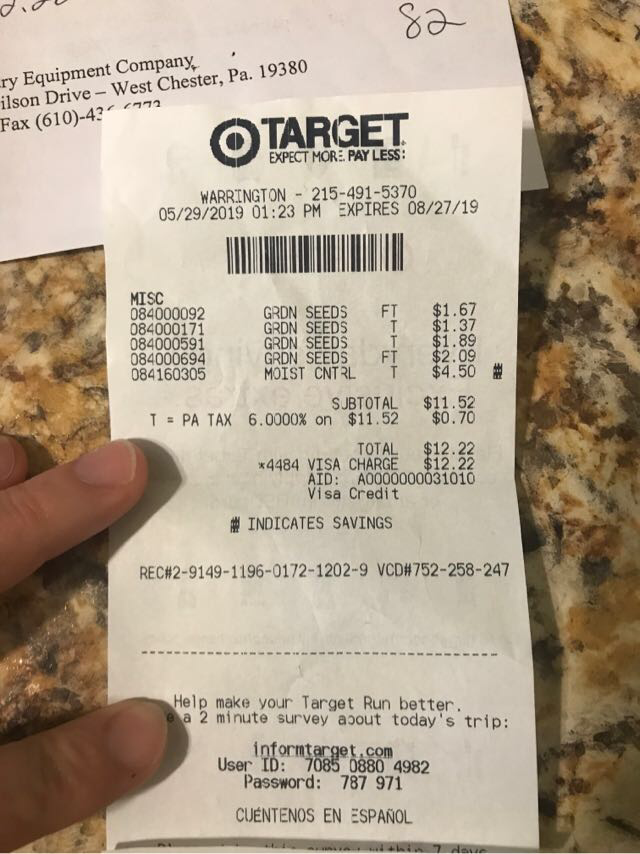 82
ry Equipment Company
ilson Drive – West Chester, Pa. 19380
Fax (610)-43
TARGET
EXPECT MORE. PAY LESS.
WARRINGTON - 215-491-5370
05/29/2019 01:23 PM EXPIRES 08/27/19
MISC
084000092 GRDN SEEDS FT $1.67
084000171 GRDN SEEDS T $1.37
084000591 GRDN SEEDS T $1.89
084000694 GRDN SEEDS FT $2.09
084160305 MOIST CNTRL T $4.50 #
SUBTOTAL $11.52
T = PA TAX 6.0000% on $11.52 $0.70
TOTAL $12.22
*4484 VISA CHARGE $12.22
AID: A0000000031010
Visa Credit
# INDICATES SAVINGS
REC#2-9149-1196-0172-1202-9 VCD#752-258-247
Help make your Target Run better.
a 2 minute survey about today's trip:
informtarget.com
User ID: 7085 0880 4982
Password: 787 971
CUÉNTENOS EN ESPAÑOL